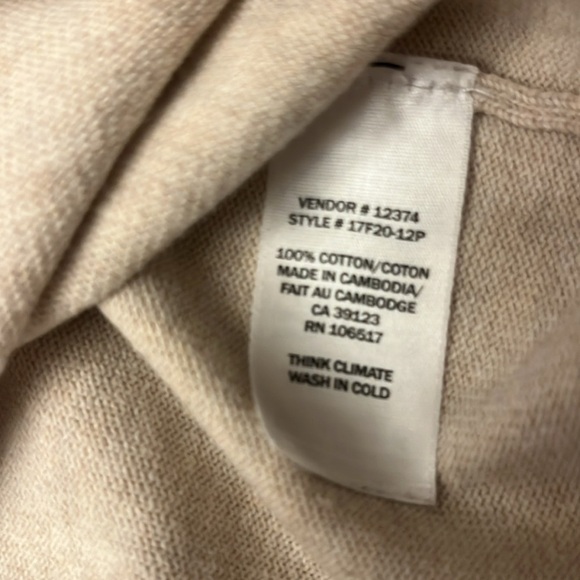 VENDOR # 12374
STYLE # 17F20-12P
100% COTTON/COTON
MADE IN CAMBODIA/
FAIT AU CAMBODGE
CA 39123
RN 106517
THINK CLIMATE
WASH IN COLD